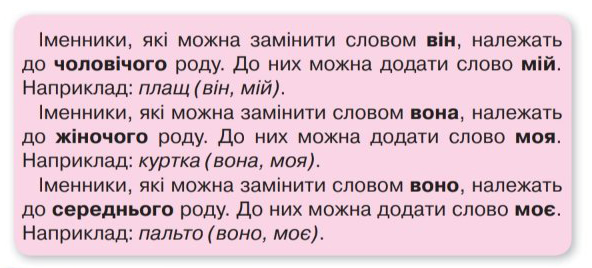 Іменники, які можна замінити словом він, належать
до чоловічого роду. До них можна додати слово мій.
Наприклад: плащ (він, мій).
Іменники, які можна замінити словом вона, належать
до жіночого роду. До них можна додати слово моя.
Наприклад: куртка (вона, моя).
Іменники, які можна замінити словом воно, належать
до середнього роду. До них можна додати слово моє.
Наприклад: пальто (воно, моє).